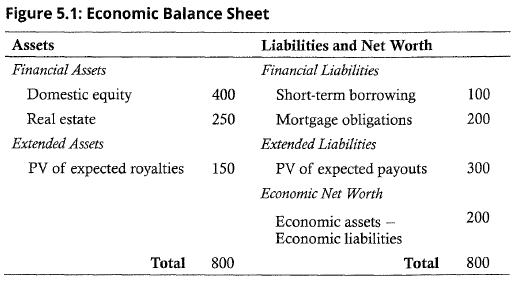 Figure 5.1: Economic Balance Sheet
Assets Liabilities and Net Worth
Financial Assets Financial Liabilities
Domestic equity 400 Short-term borrowing 100
Real estate 250 Mortgage obligations 200
Extended Assets Extended Liabilities
PV of expected royalties 150 PV of expected payouts 300
Economic Net Worth
Economic assets – 200
Economic liabilities
Total 800 Total 800